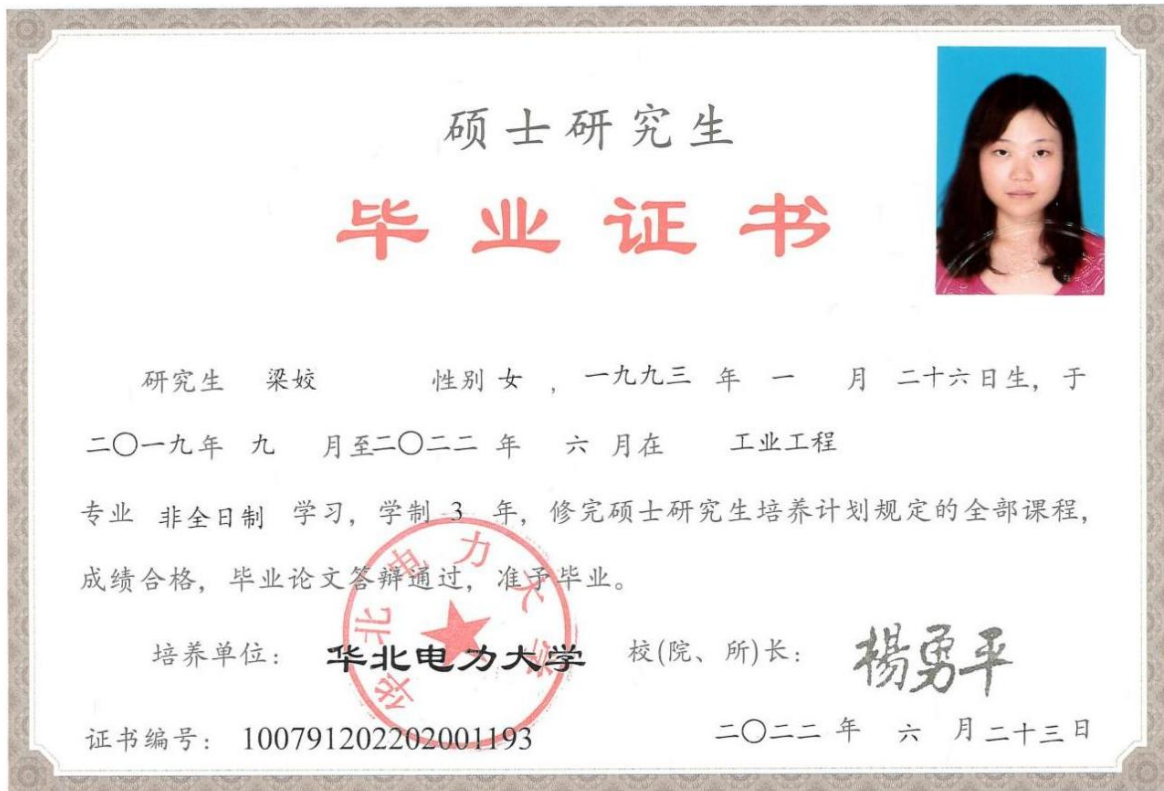 硕士研究生
毕业证书
研究生 梁姣 性别 女 , 一九九三 年 一 月 二十六日生, 于
二〇一九年 九 月至二〇二二 年 六 月在 工业工程
专业 非全日制 学习, 学制 3 年, 修完硕士研究生培养计划规定的全部课程,
成绩合格, 毕业论文答辩通过, 准予毕业。
华北电力大学
培养单位: 华北电力大学 校(院、所)长: 楊勇平
证书编号: 100791202202001193 二〇二二 年 六 月二十三日